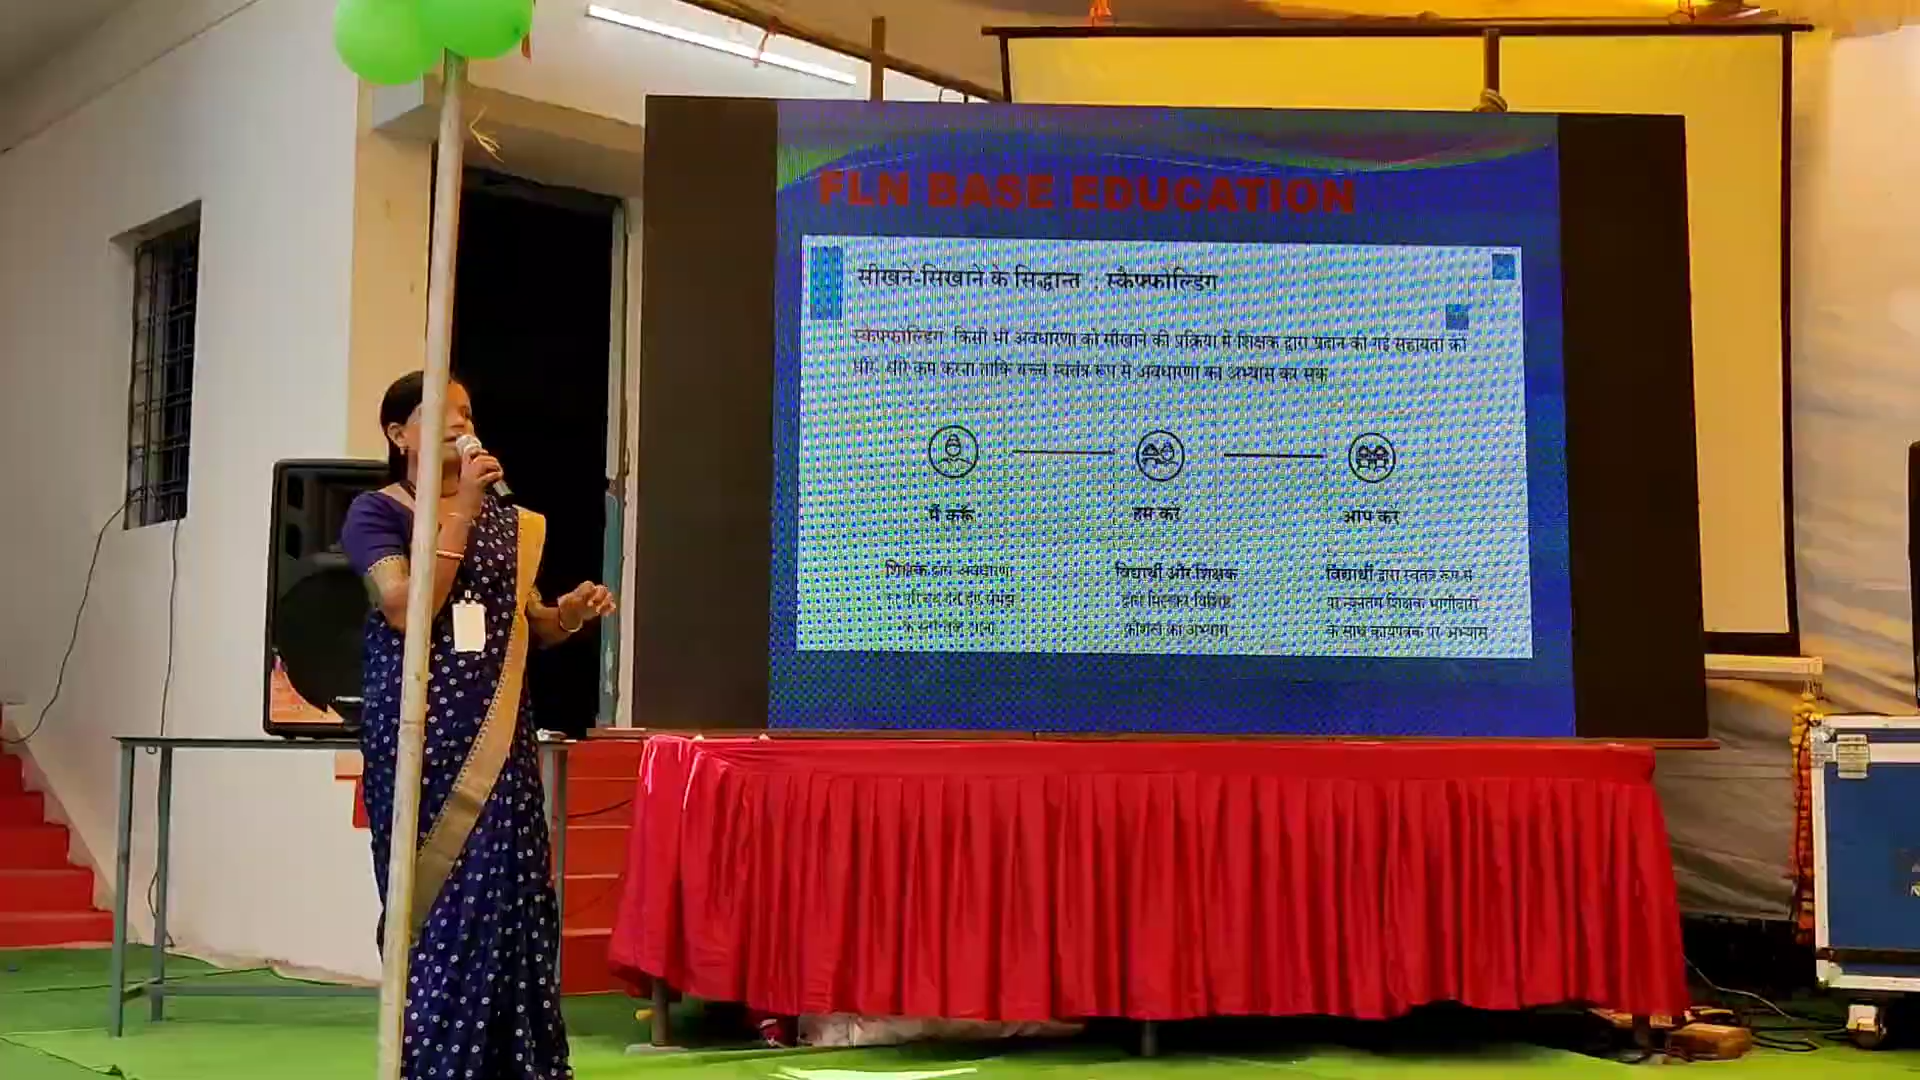 FLN BASE EDUCATION
सीखने-सिखाने के सिद्धान्त : स्कैफ्फोल्डिंग
स्कैफ्फोल्डिंग किसी भी अवधारणा को सीखाने की प्रक्रिया में शिक्षक द्वारा प्रदान की गई सहायता को
धीरे धीरे कम करना ताकि बच्चे स्वतंत्र रूप से अवधारणा का अभ्यास कर सकें
मैं करूँ
हम करें
आप करें
शिक्षक द्वारा अवधारणा
विद्यार्थी और शिक्षक
द्वारा मिलकर विशिष्ट
कौशल का अभ्यास
विद्यार्थी द्वारा स्वतंत्र रूप से
या न्यूनतम शिक्षक भागीदारी
के साथ कार्यपत्रक पर अभ्यास